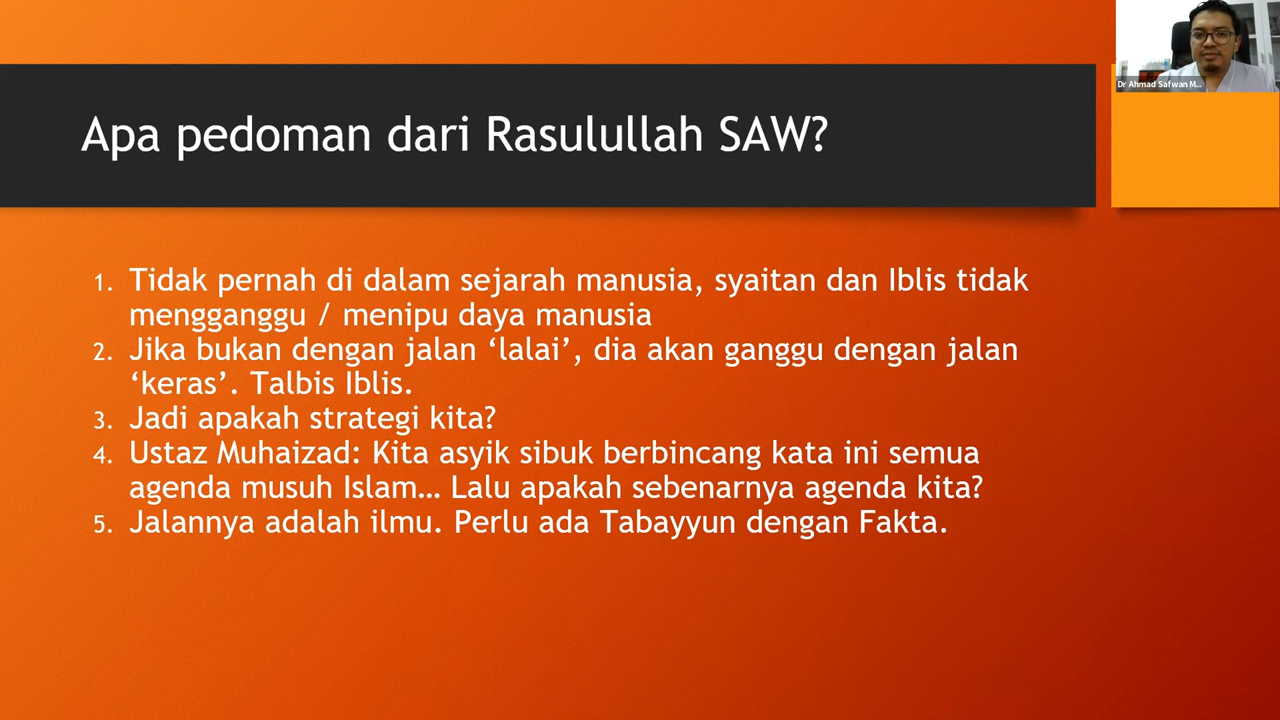 Dr Ahmad Safwan M...
Apa pedoman dari Rasulullah SAW?
1. Tidak pernah di dalam sejarah manusia, syaitan dan Iblis tidak
mengganggu / menipu daya manusia
2. Jika bukan dengan jalan ‘lalai’, dia akan ganggu dengan jalan
‘keras’. Talbis Iblis.
3. Jadi apakah strategi kita?
4. Ustaz Muhaizad: Kita asyik sibuk berbincang kata ini semua
agenda musuh Islam… Lalu apakah sebenarnya agenda kita?
5. Jalannya adalah ilmu. Perlu ada Tabayyun dengan Fakta.